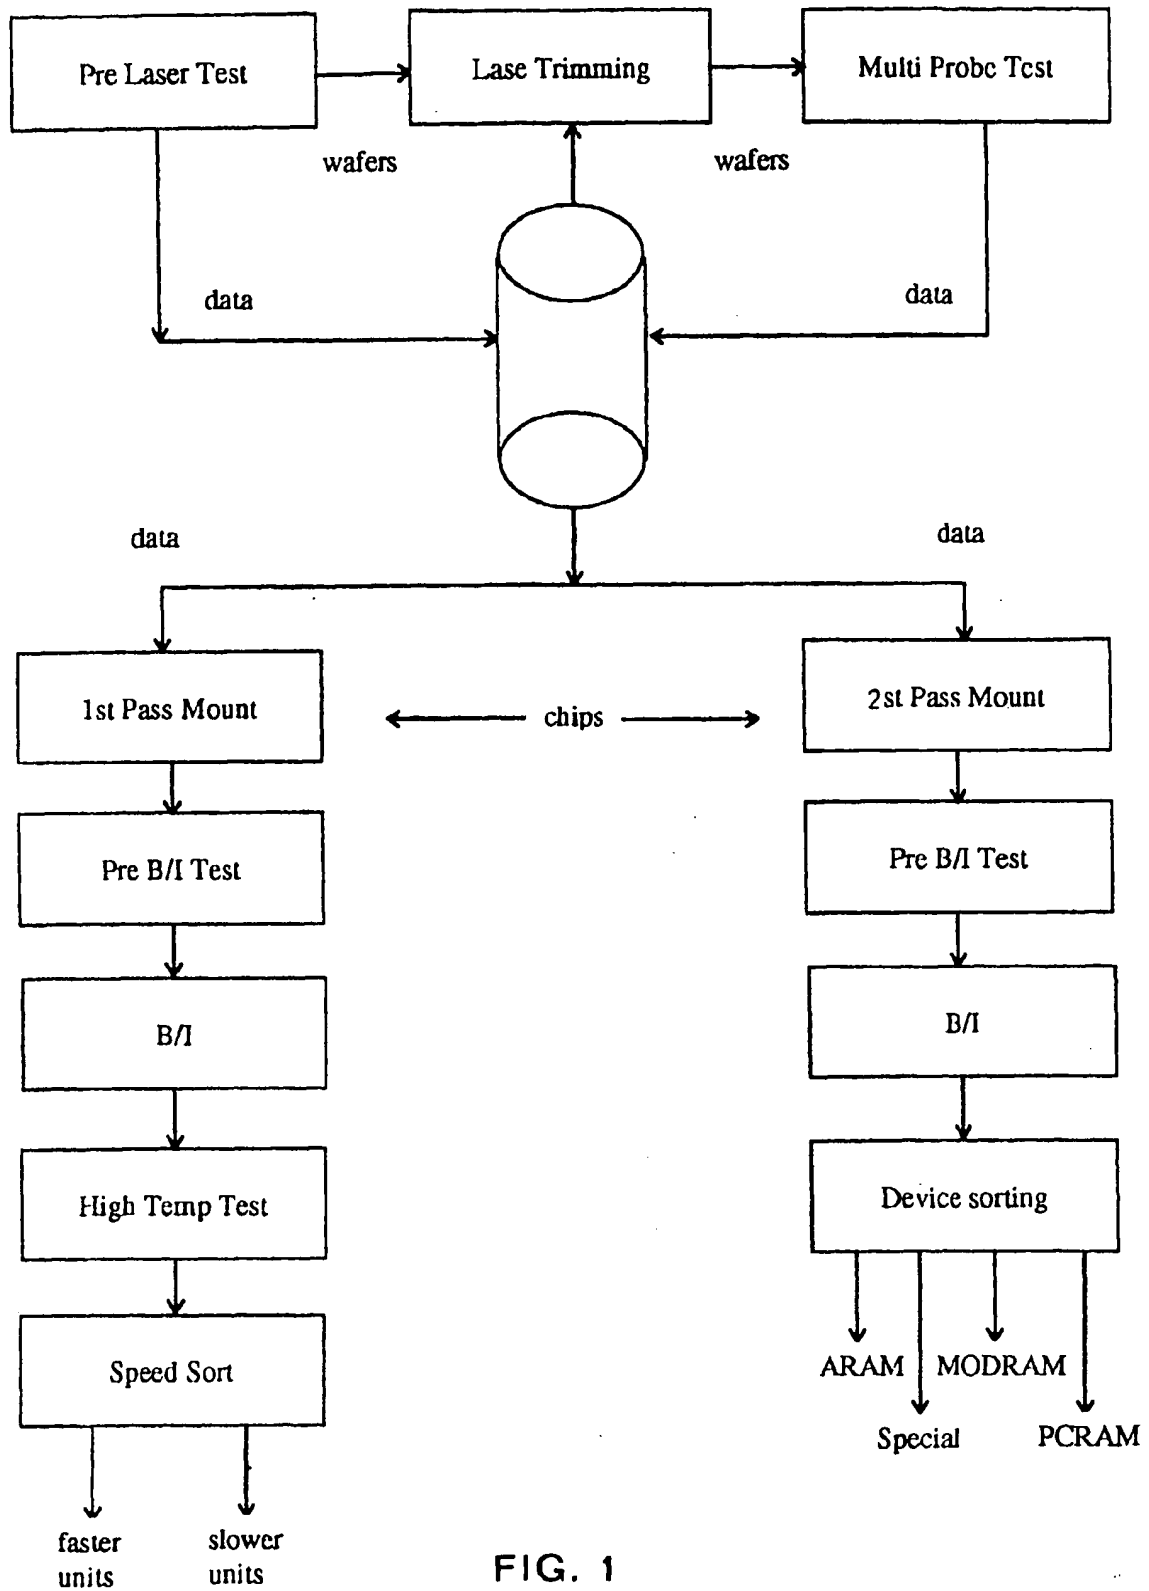 Pre Laser Test
Lase Trimming
Multi Probe Test
wafers
wafers
data
data
data
data
1st Pass Mount
chips
2st Pass Mount
Pre B/I Test
Pre B/I Test
B/I
B/I
High Temp Test
Device sorting
Speed Sort
ARAM
MODRAM
Special
PCRAM
faster
units
slower
units
FIG. 1